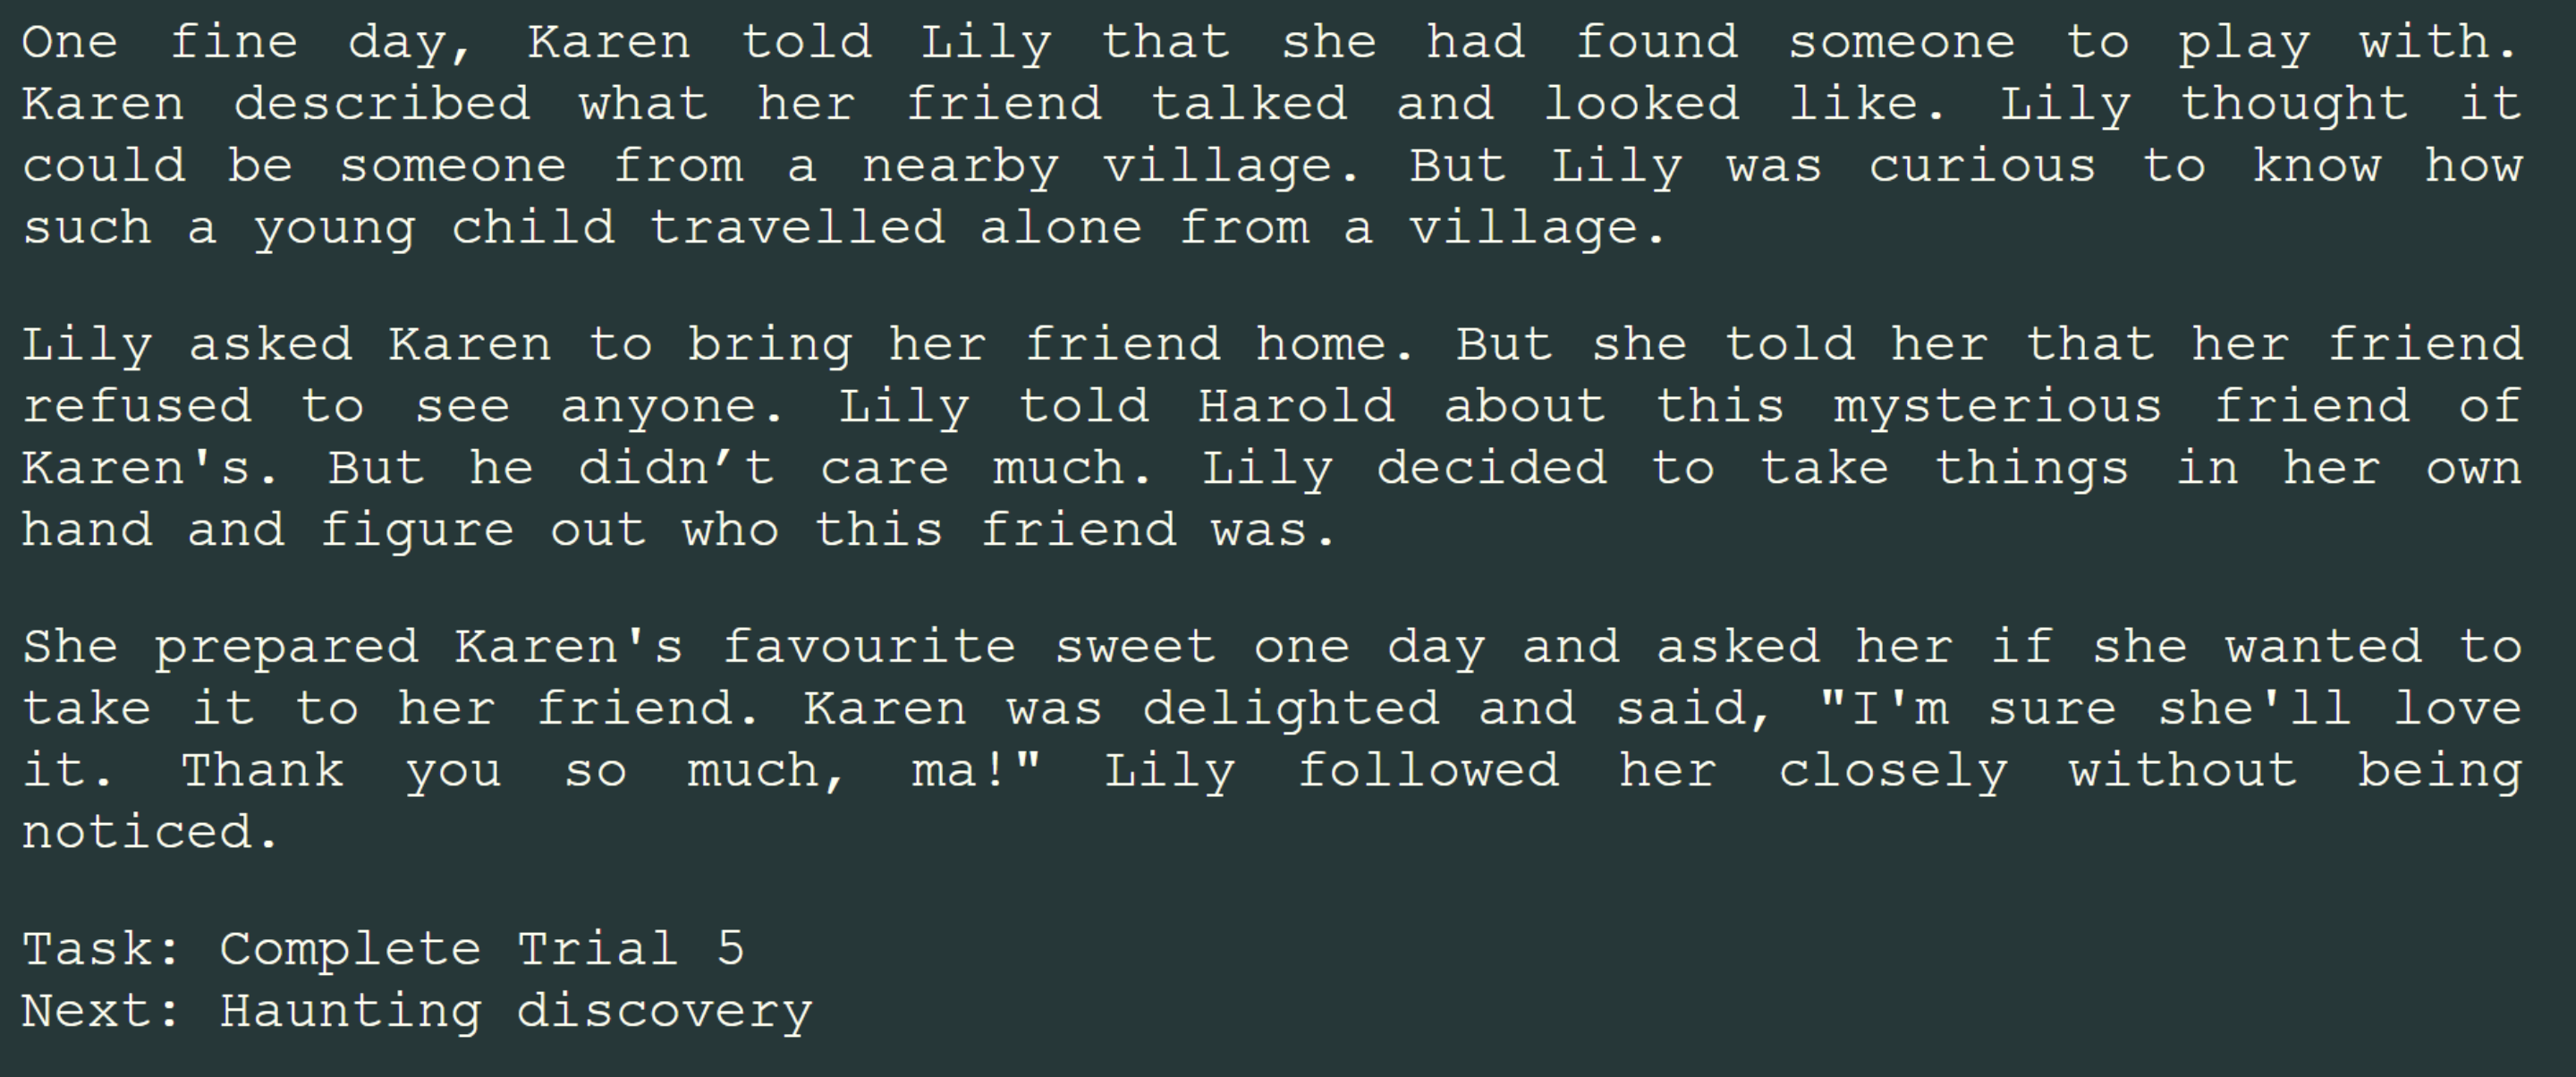 One fine day, Karen told Lily that she had found someone to play with.
Karen described what her friend talked and looked like. Lily thought it
could be someone from a nearby village. But Lily was curious to know how
such a young child travelled alone from a village.
Lily asked Karen to bring her friend home. But she told her that her friend
refused to see anyone. Lily told Harold about this mysterious friend of
Karen's. But he didn’t care much. Lily decided to take things in her own
hand and figure out who this friend was.
She prepared Karen's favourite sweet one day and asked her if she wanted to
take it to her friend. Karen was delighted and said, "I'm sure she'll love
it. Thank you so much, ma!" Lily followed her closely without being
noticed.
Task: Complete Trial 5
Next: Haunting discovery